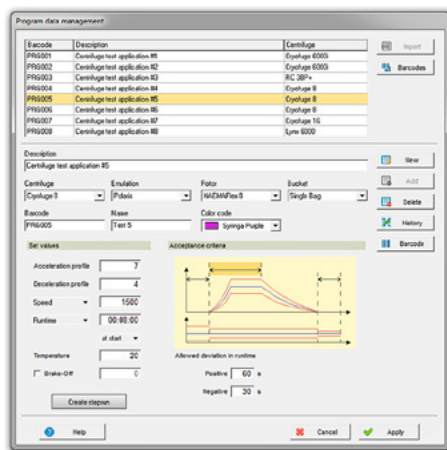 Program data management
Barcode Description Centrifuge
PRG001 Centrifuge test application #1 Cryofuge 6000i
PRG002 Centrifuge test application #2 Cryofuge 6000i
PRG003 Centrifuge test application #3 RC 3BP+
PRG004 Centrifuge test application #4 Cryofuge 8
PRG005 Centrifuge test application #5 Cryofuge 8
PRG006 Centrifuge test application #6 Cryofuge 8
PRG007 Centrifuge test application #7 Cryofuge 16
PRG008 Centrifuge test application #8 Lynx 6000
Import
Barcodes
Description
Centrifuge test application #5
Centrifuge Emulation Rotor Bucket
Cryofuge 8 Polaris HAEMAFlex 8 Single Bag
Barcode Name Color code
PRG005 Test 5 Syringa Purple
New
Add
Delete
History
Barcode
Set values Acceptance criteria
Acceleration profile 7
Deceleration profile 4
Speed 1500
Runtime 00:08:00
at start
Temperature 20
Brake-Off 0
Create steprun
Allowed deviation in runtime
Positive 60 s
Negative 30 s
Help Cancel Apply